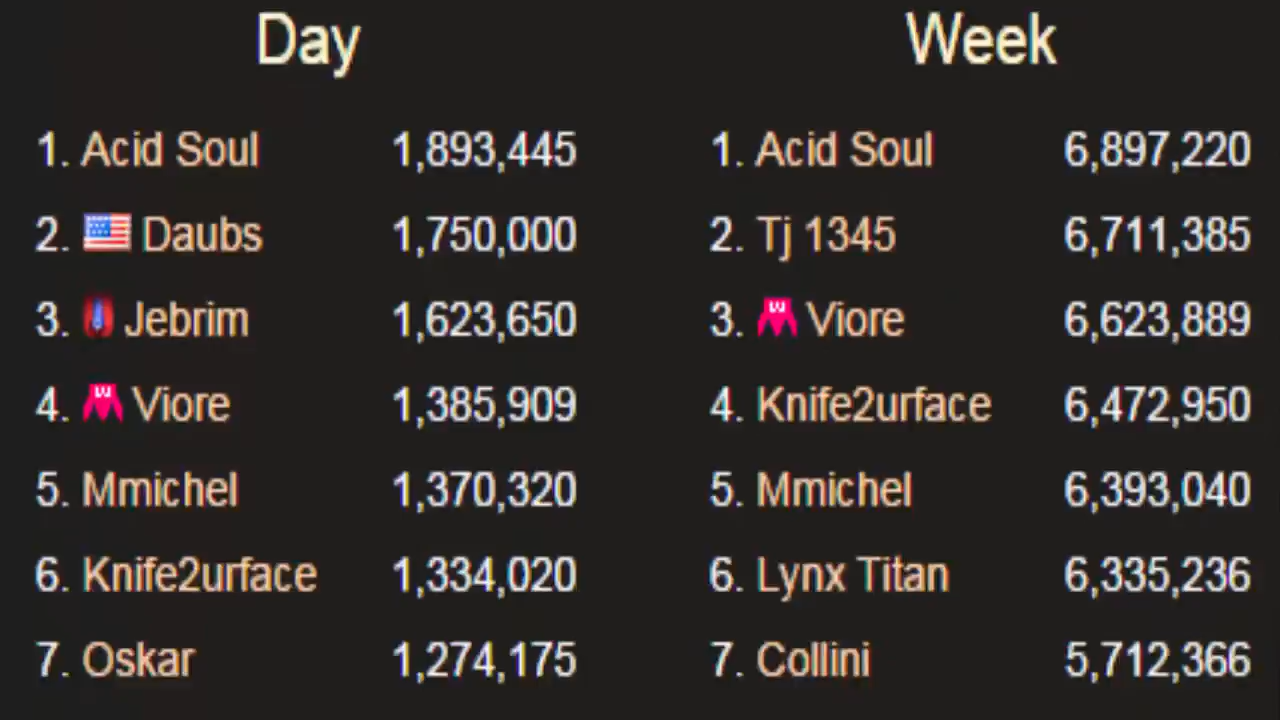 Day Week
1. Acid Soul 1,893,445 1. Acid Soul 6,897,220
2. Daubs 1,750,000 2. Tj 1345 6,711,385
3. Jebrim 1,623,650 3. Viore 6,623,889
4. Viore 1,385,909 4. Knife2urface 6,472,950
5. Mmichel 1,370,320 5. Mmichel 6,393,040
6. Knife2urface 1,334,020 6. Lynx Titan 6,335,236
7. Oskar 1,274,175 7. Collini 5,712,366